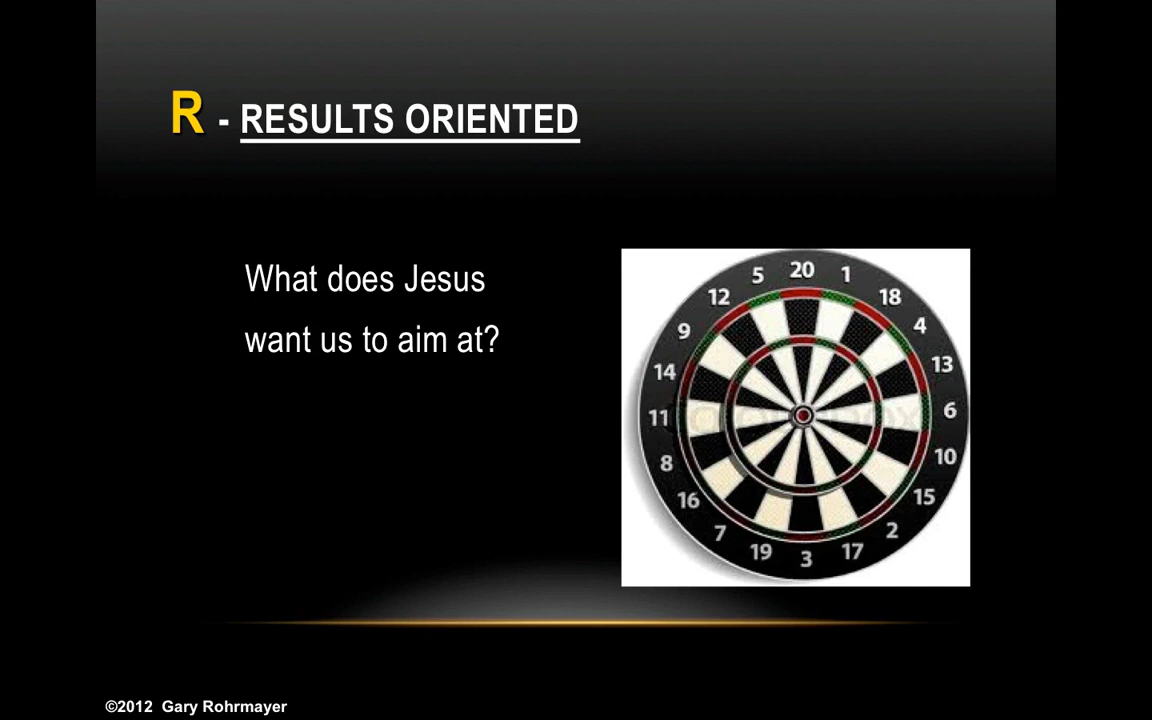 R - RESULTS ORIENTED
What does Jesus
want us to aim at?
5 20 1
12 18
9 4
14 13
11 6
8 10
16 15
7 2
19 3 17
©2012 Gary Rohrmayer